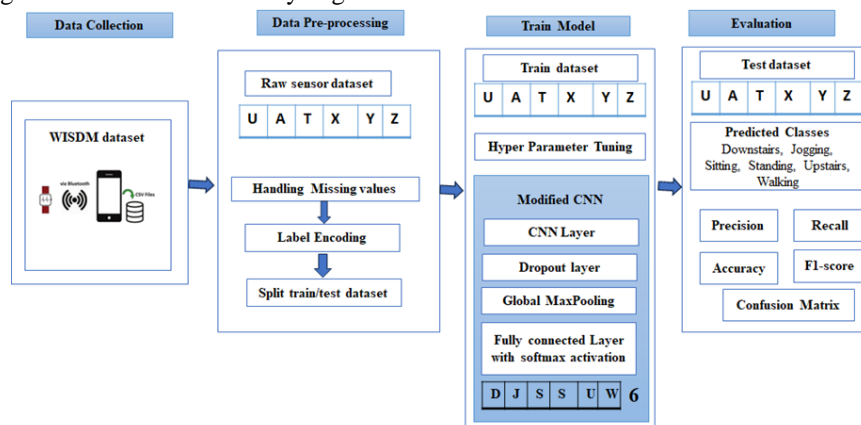 Data Collection
WISDM dataset
via Bluetooth
CSV Files
Data Pre-processing
Raw sensor dataset
U A T X Y Z
Handling Missing values
Label Encoding
Split train/test dataset
Train Model
Train dataset
U A T X Y Z
Hyper Parameter Tuning
Modified CNN
CNN Layer
Dropout layer
Global MaxPooling
Fully connected Layer
with softmax activation
D J S S U W 6
Evaluation
Test dataset
U A T X Y Z
Predicted Classes
Downstairs, Jogging,
Sitting, Standing, Upstairs,
Walking
Precision Recall
Accuracy F1-score
Confusion Matrix